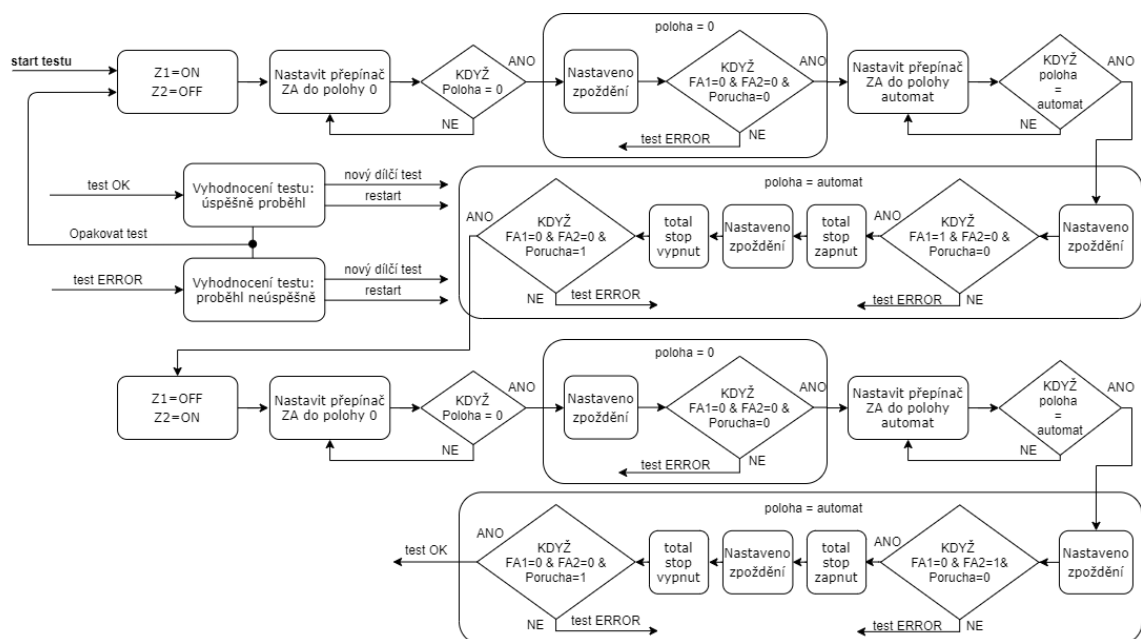 start testu
Z1=ON
Z2=OFF
Nastavit přepínač
ZA do polohy 0
KDYŽ
Poloha = 0
ANO
NE
poloha = 0
Nastaveno
zpoždění
KDYŽ
FA1=0 & FA2=0 &
Porucha=0
ANO
NE
test ERROR
Nastavit přepínač
ZA do polohy
automat
KDYŽ
poloha
=
automat
ANO
NE
poloha = automat
Nastaveno
zpoždění
KDYŽ
FA1=1 & FA2=0 &
Porucha=0
ANO
NE
test ERROR
total
stop
zapnut
Nastaveno
zpoždění
total
stop
vypnut
KDYŽ
FA1=0 & FA2=0 &
Porucha=1
ANO
NE
test ERROR
test OK
Vyhodnocení testu:
úspěšně proběhl
nový dílčí test
restart
Opakovat test
test ERROR
Vyhodnocení testu:
proběhl neúspěšně
nový dílčí test
restart
Z1=OFF
Z2=ON
Nastavit přepínač
ZA do polohy 0
KDYŽ
Poloha = 0
ANO
NE
poloha = 0
Nastaveno
zpoždění
KDYŽ
FA1=0 & FA2=0 &
Porucha=0
ANO
NE
test ERROR
Nastavit přepínač
ZA do polohy
automat
KDYŽ
poloha
=
automat
ANO
NE
poloha = automat
Nastaveno
zpoždění
KDYŽ
FA1=0 & FA2=1&
Porucha=0
ANO
NE
test ERROR
total
stop
zapnut
Nastaveno
zpoždění
total
stop
vypnut
KDYŽ
FA1=0 & FA2=0 &
Porucha=1
ANO
NE
test ERROR
test OK